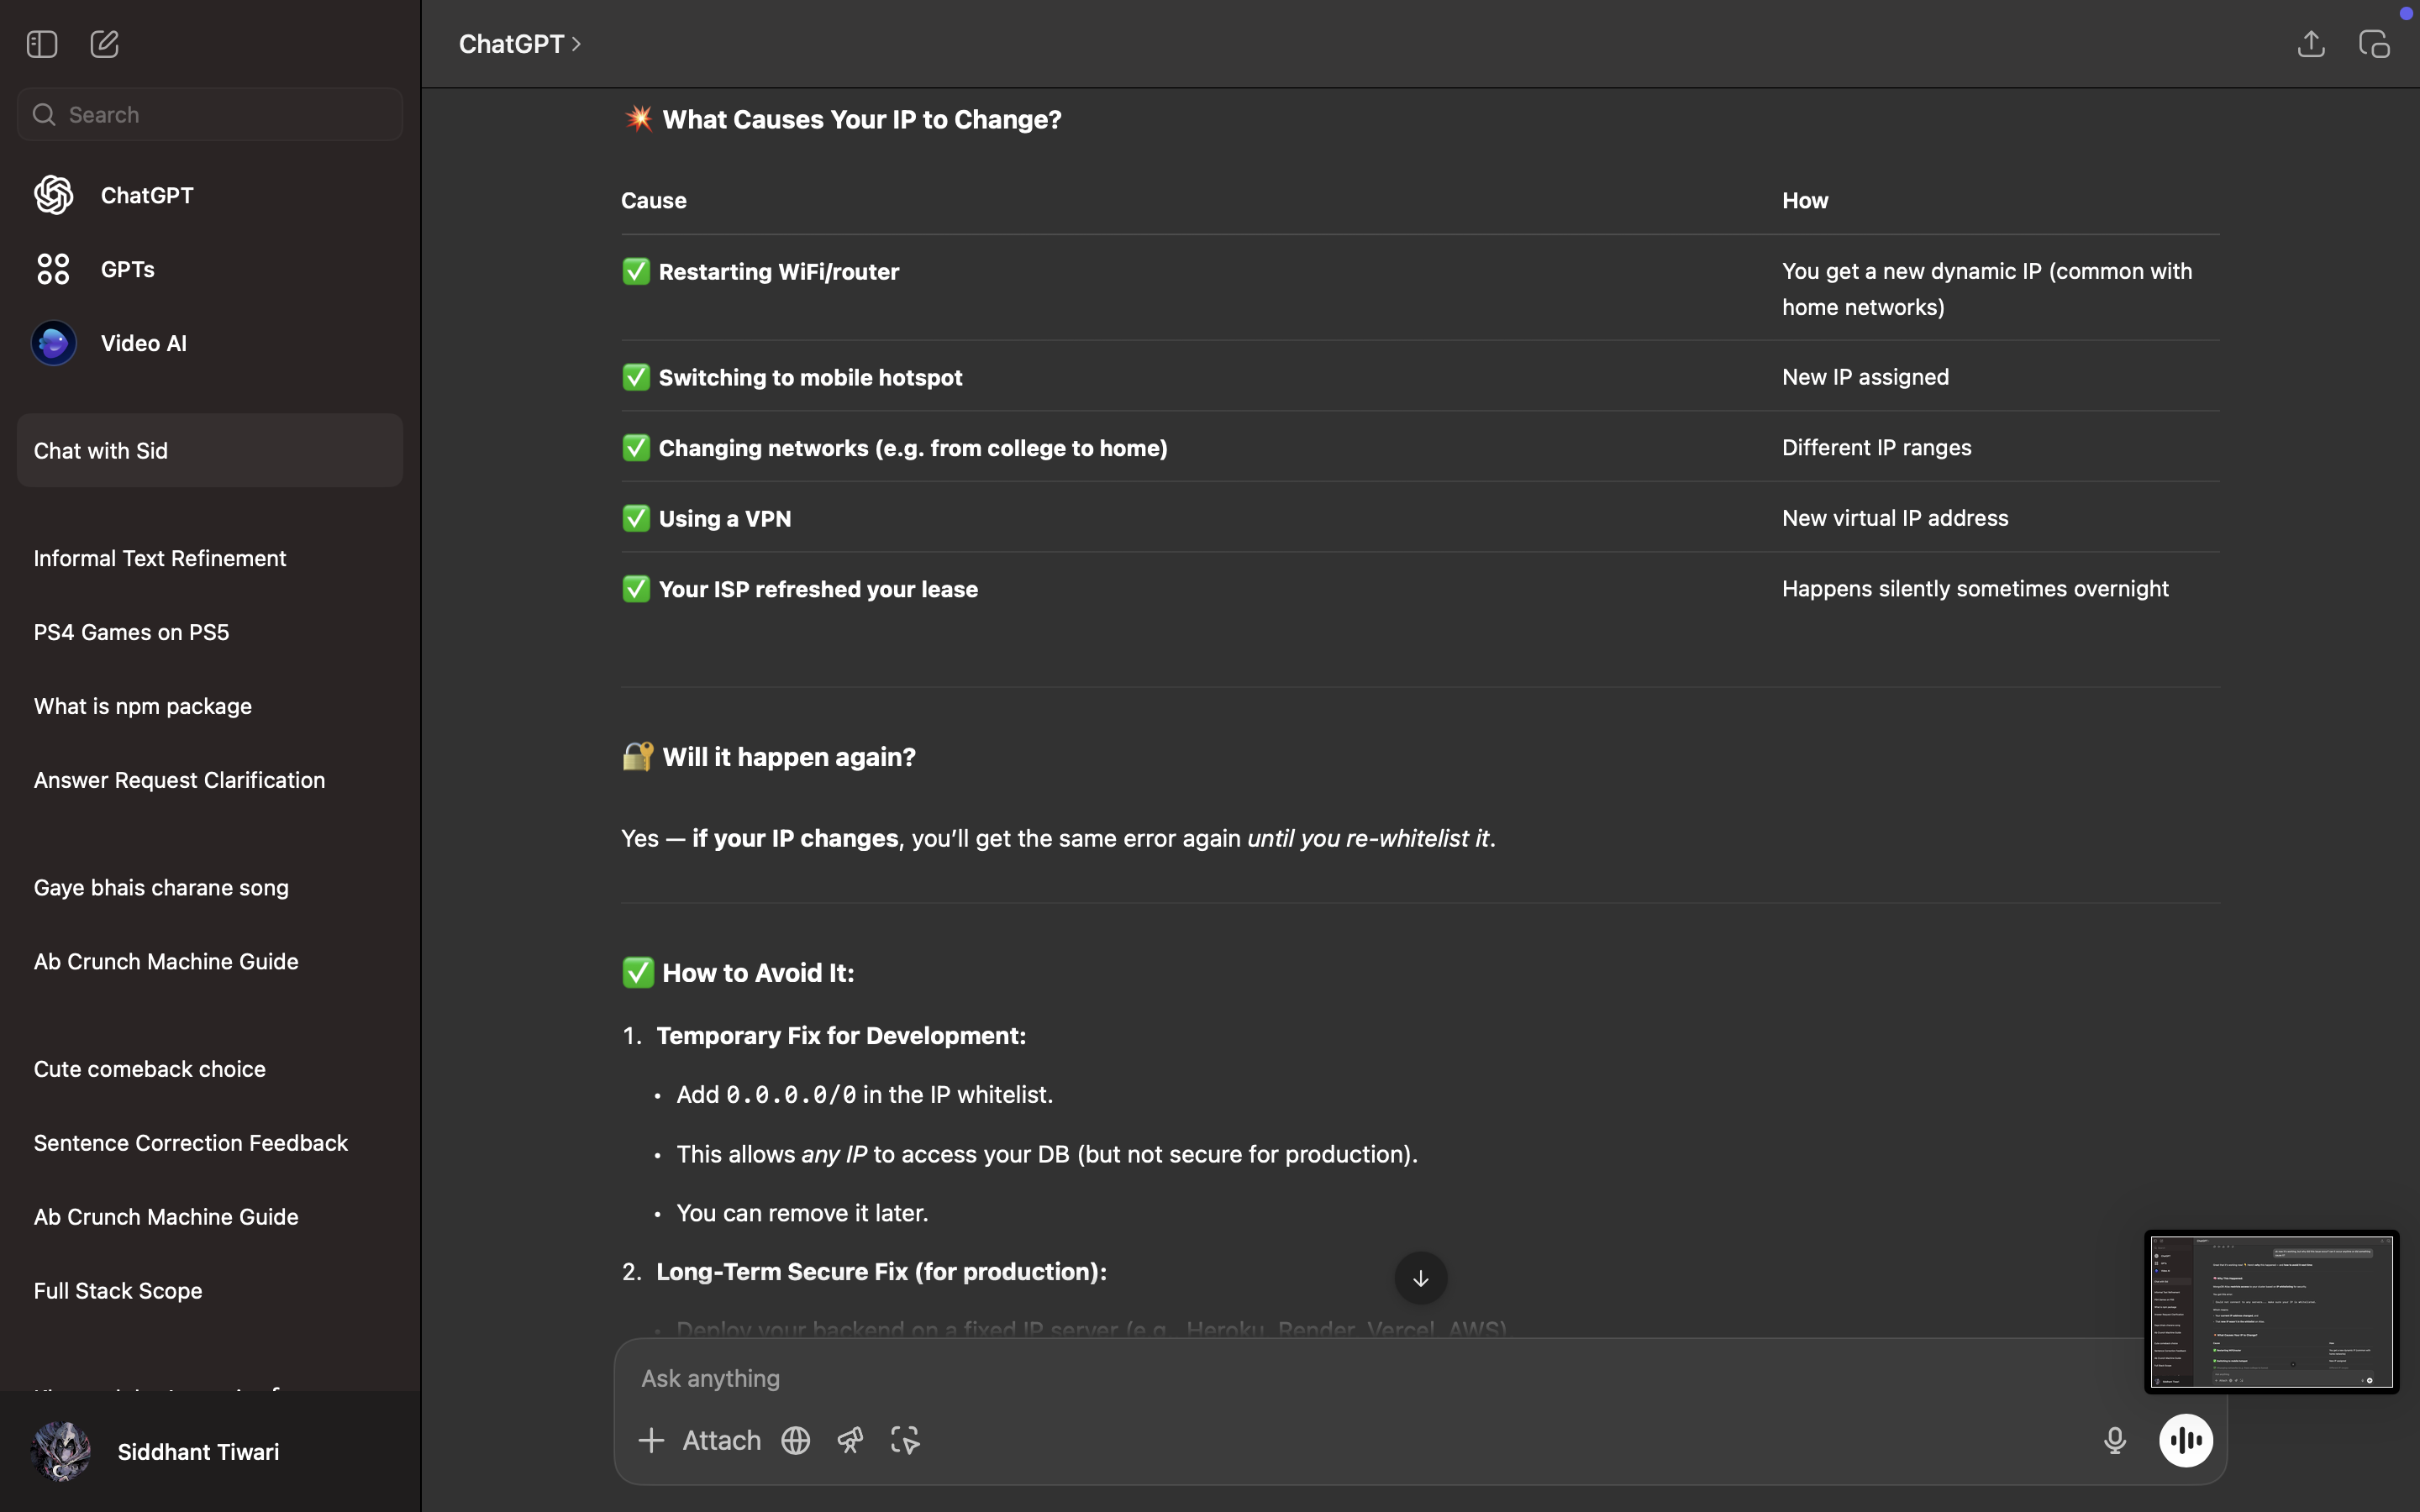 ChatGPT
Search
ChatGPT
GPTs
Video AI
Chat with Sid
Informal Text Refinement
PS4 Games on PS5
What is npm package
Answer Request Clarification
Gaye bhais charane song
Ab Crunch Machine Guide
Cute comeback choice
Sentence Correction Feedback
Ab Crunch Machine Guide
Full Stack Scope
Siddhant Tiwari
💥 What Causes Your IP to Change?
Cause How
✅ Restarting WiFi/router You get a new dynamic IP (common with
home networks)
✅ Switching to mobile hotspot New IP assigned
✅ Changing networks (e.g. from college to home) Different IP ranges
✅ Using a VPN New virtual IP address
✅ Your ISP refreshed your lease Happens silently sometimes overnight
🔐 Will it happen again?
Yes — if your IP changes, you’ll get the same error again until you re-whitelist it.
✅ How to Avoid It:
1. Temporary Fix for Development:
• Add 0.0.0.0/0 in the IP whitelist.
• This allows any IP to access your DB (but not secure for production).
• You can remove it later.
2. Long-Term Secure Fix (for production):
• Deploy your backend on a fixed IP server (e.g., Heroku, Render, Vercel, AWS)
Ask anything
Attach